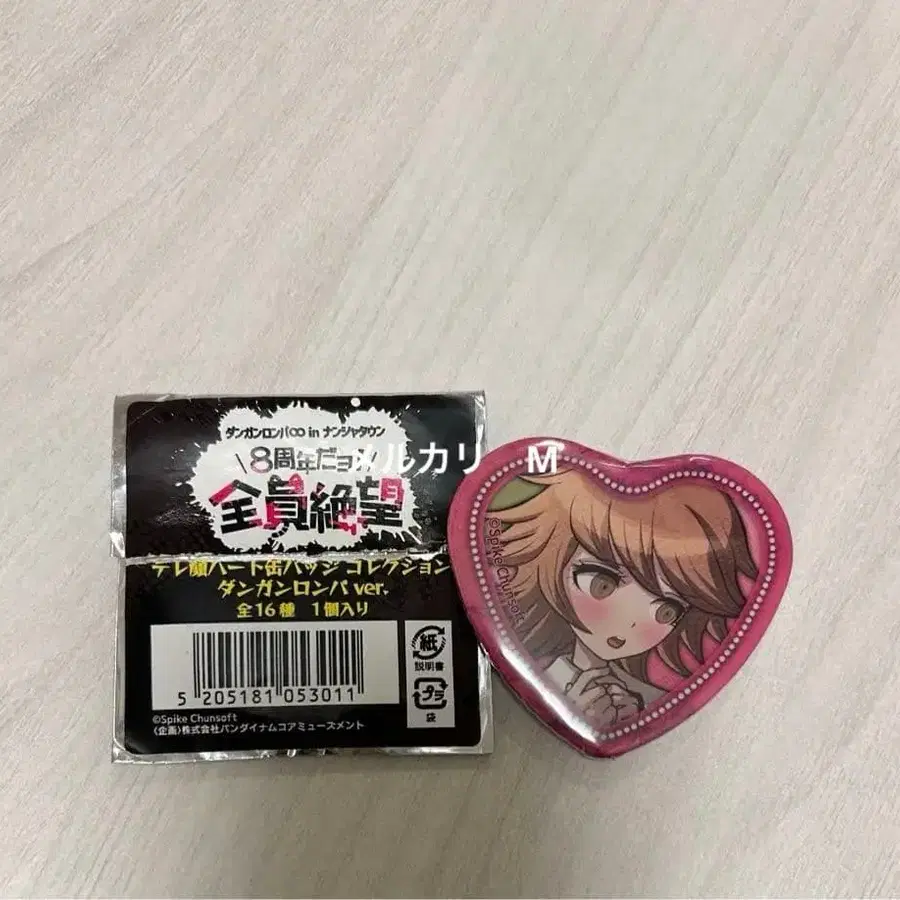 ダンガンロンパ∞ in ナンジャタウン
\ 8周年だョ
全員絶望
メルカリ M
テレ顔ハート缶バッジ コレクション
ダンガンロンパ ver.
全16種 1個入り
5 205181 053011
紙
説明書
プラ
袋
©Spike Chunsoft
〈企画〉株式会社バンダイナムコアミューズメント
©Spike Chunsoft